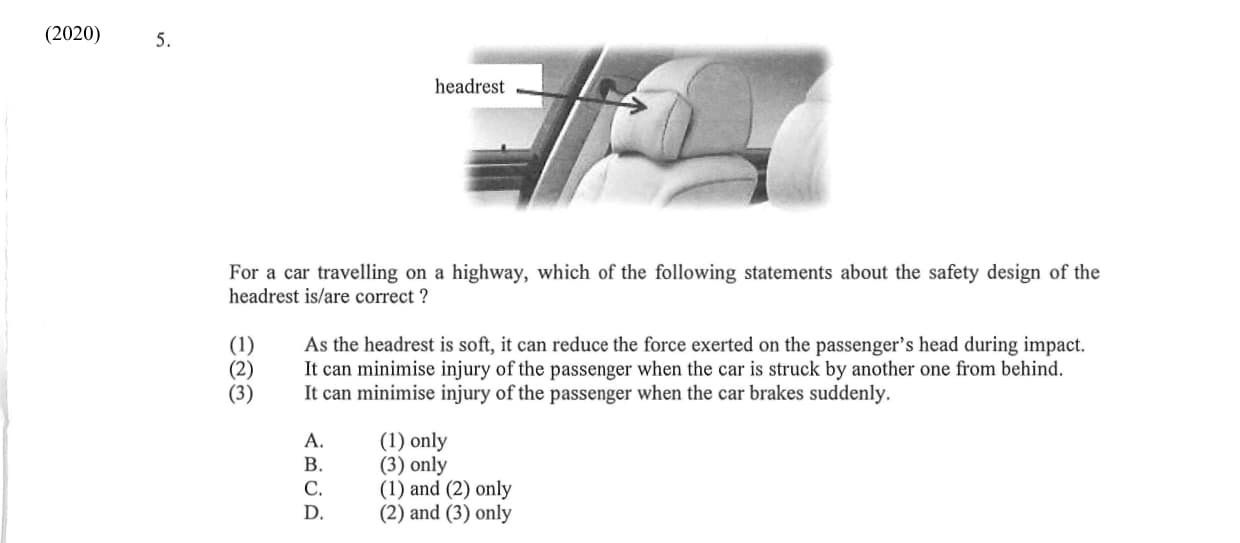 (2020)
5.
headrest
For a car travelling on a highway, which of the following statements about the safety design of the
headrest is/are correct ?
(1) As the headrest is soft, it can reduce the force exerted on the passenger's head during impact.
(2) It can minimise injury of the passenger when the car is struck by another one from behind.
(3) It can minimise injury of the passenger when the car brakes suddenly.
A. (1) only
B. (3) only
C. (1) and (2) only
D. (2) and (3) only